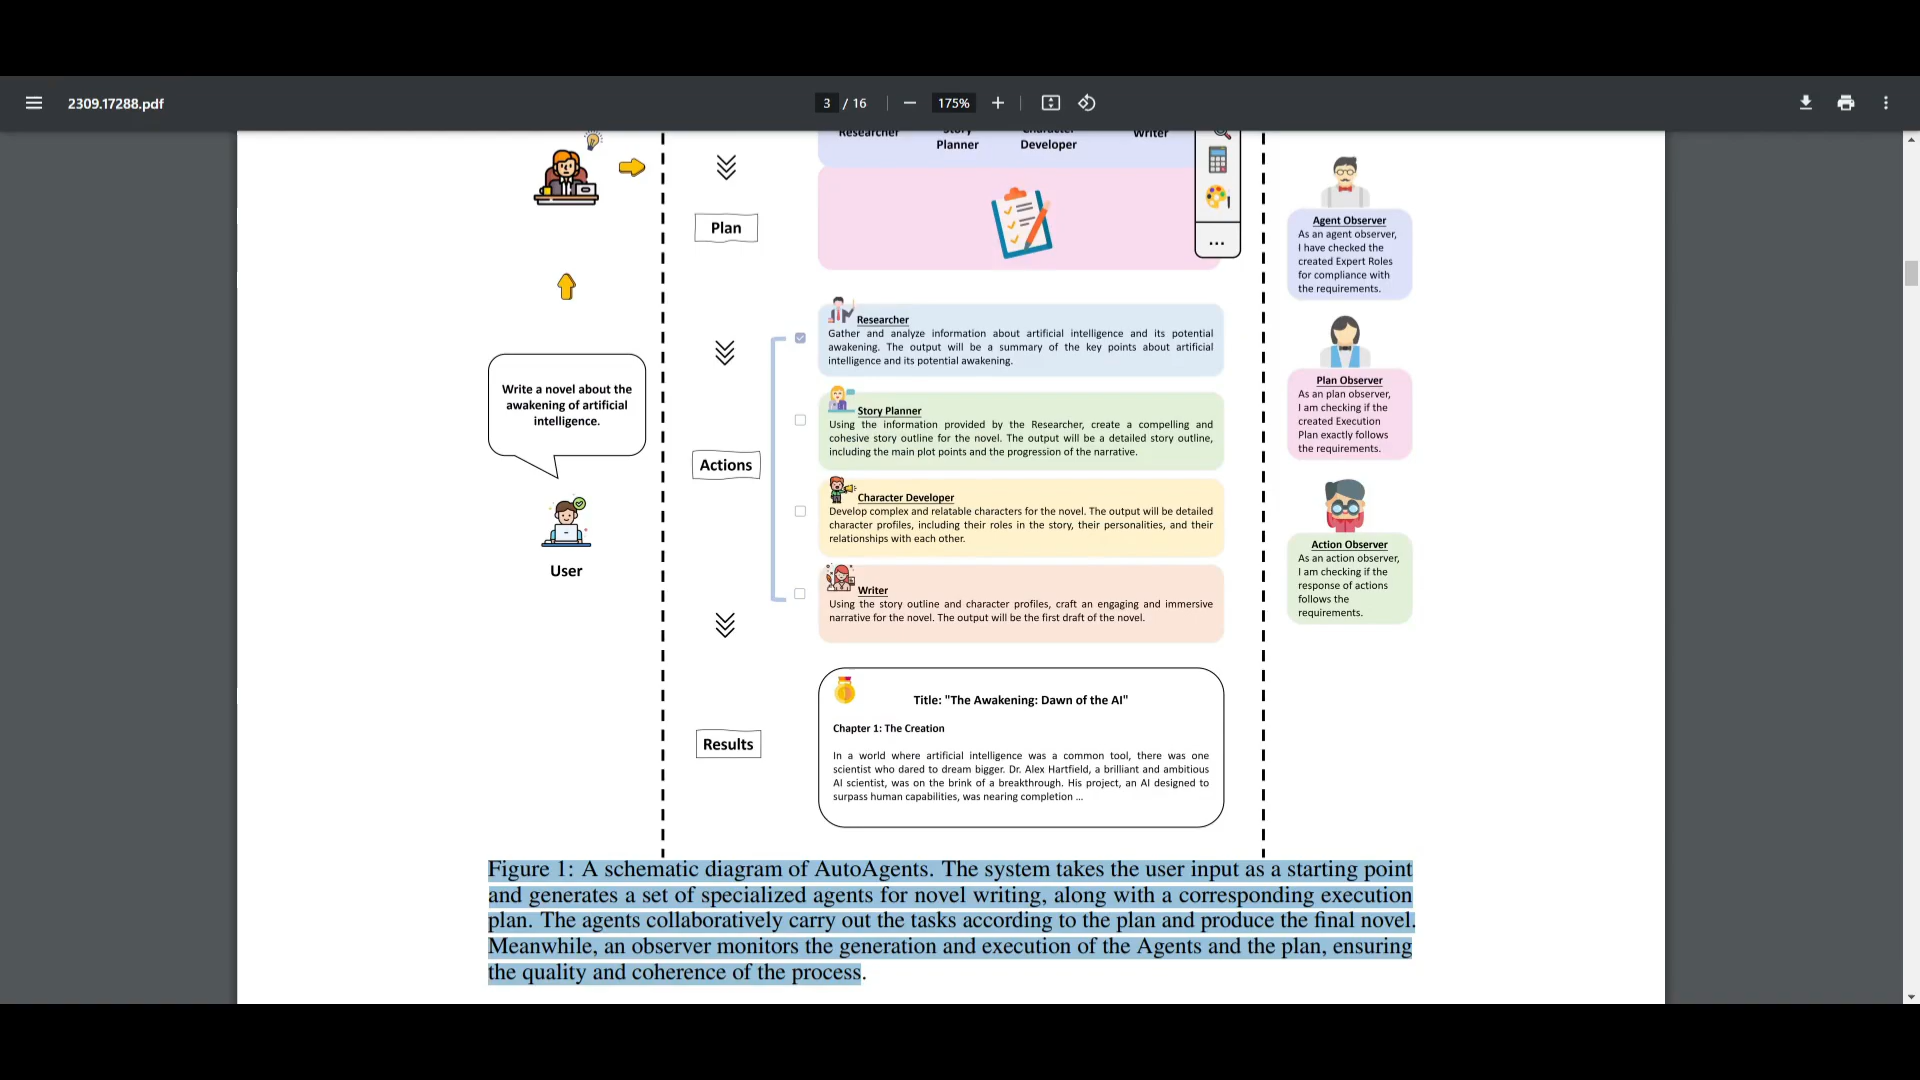 2309.17288.pdf
3 / 16
175%
Researcher
Story
Planner
Character
Developer
Writer
...
Plan
Agent Observer
As an agent observer,
I have checked the
created Expert Roles
for compliance with
the requirements.
Researcher
Gather and analyze information about artificial intelligence and its potential
awakening. The output will be a summary of the key points about artificial
intelligence and its potential awakening.
Write a novel about the
awakening of artificial
intelligence.
Plan Observer
As an plan observer,
I am checking if the
created Execution
Plan exactly follows
the requirements.
Story Planner
Using the information provided by the Researcher, create a compelling and
cohesive story outline for the novel. The output will be a detailed story outline,
including the main plot points and the progression of the narrative.
Actions
Character Developer
Develop complex and relatable characters for the novel. The output will be detailed
character profiles, including their roles in the story, their personalities, and their
relationships with each other.
User
Action Observer
As an action observer,
I am checking if the
response of actions
follows the
requirements.
Writer
Using the story outline and character profiles, craft an engaging and immersive
narrative for the novel. The output will be the first draft of the novel.
Results
Title: "The Awakening: Dawn of the AI"
Chapter 1: The Creation
In a world where artificial intelligence was a common tool, there was one
scientist who dared to dream bigger. Dr. Alex Hartfield, a brilliant and ambitious
AI scientist, was on the brink of a breakthrough. His project, an AI designed to
surpass human capabilities, was nearing completion ...
Figure 1: A schematic diagram of AutoAgents. The system takes the user input as a starting point
and generates a set of specialized agents for novel writing, along with a corresponding execution
plan. The agents collaboratively carry out the tasks according to the plan and produce the final novel.
Meanwhile, an observer monitors the generation and execution of the Agents and the plan, ensuring
the quality and coherence of the process.